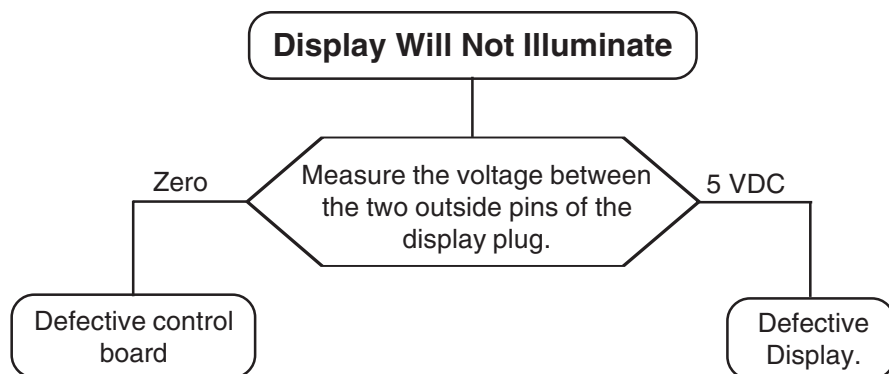 Display Will Not Illuminate
Zero
Measure the voltage between
the two outside pins of the
display plug.
5 VDC
Defective control
board
Defective
Display.